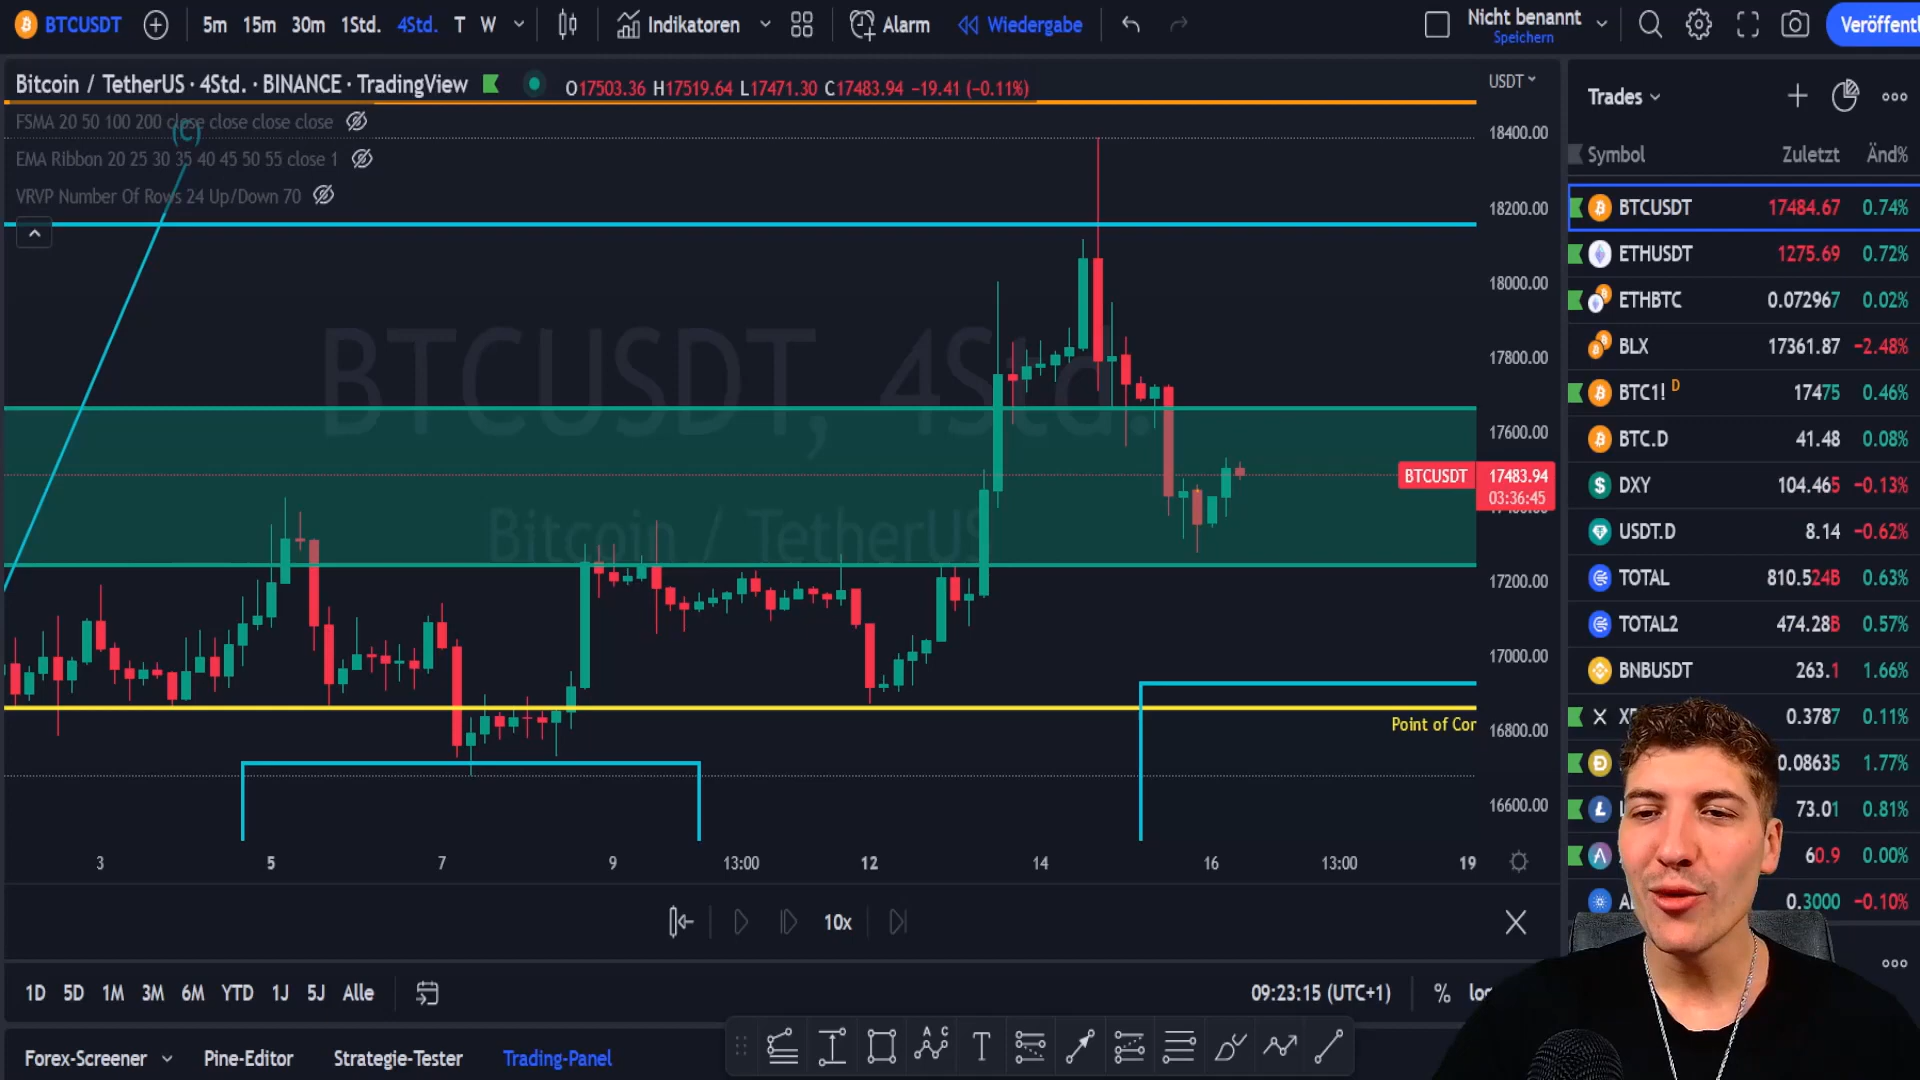 BTCUSDT 5m 15m 30m 1Std. 4Std. T W Indikatoren Alarm Wiedergabe Nicht benannt Veröffentl
Speichern
Bitcoin / TetherUS · 4Std. · BINANCE · TradingView O17503.36 H17519.64 L17471.30 C17483.94 −19.41 (−0.11%)
USDT
FSMA 20 50 100 200 close close close close
(C)
EMA Ribbon 20 25 30 35 40 45 50 55 close 1
VRVP Number Of Rows 24 Up/Down 70
BTCUSDT, 4Std.
Bitcoin / TetherUS
18400.00
18200.00
18000.00
17800.00
17600.00
BTCUSDT 17483.94
03:36:45
17200.00
17000.00
16800.00
16600.00
Point of Cor
3 5 7 9 13:00 12 14 16 13:00 19
10x
1D 5D 1M 3M 6M YTD 1J 5J Alle 09:23:15 (UTC+1) %
Forex-Screener Pine-Editor Strategie-Tester Trading-Panel
A C
T
Trades
Symbol Zuletzt Änd%
BTCUSDT 17484.67 0.74%
ETHUSDT 1275.69 0.72%
ETHBTC 0.072967 0.02%
BLX 17361.87 −2.48%
BTC1! D 17475 0.46%
BTC.D 41.48 0.08%
DXY 104.465 −0.13%
USDT.D 8.14 −0.62%
TOTAL 810.524B 0.63%
TOTAL2 474.28B 0.57%
BNBUSDT 263.1 1.66%
0.3787 0.11%
0.08635 1.77%
73.01 0.81%
60.9 0.00%
0.3000 −0.10%